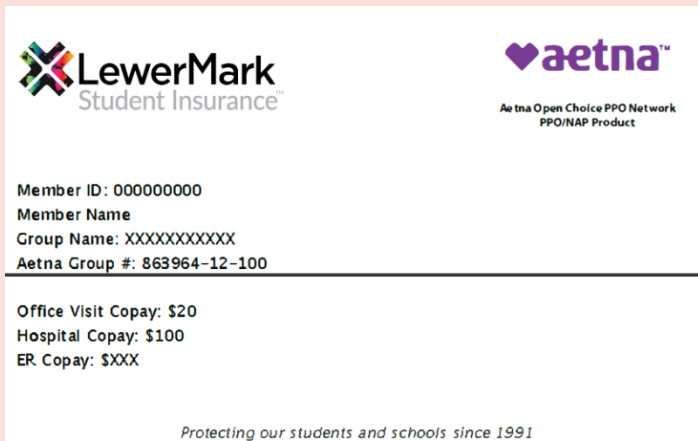 LewerMark
Student Insurance™
aetna™
Aetna Open Choice PPO Network
PPO/NAP Product
Member ID: 000000000
Member Name
Group Name: XXXXXXXXXXX
Aetna Group #: 863964-12-100
Office Visit Copay: $20
Hospital Copay: $100
ER Copay: $XXX
Protecting our students and schools since 1991